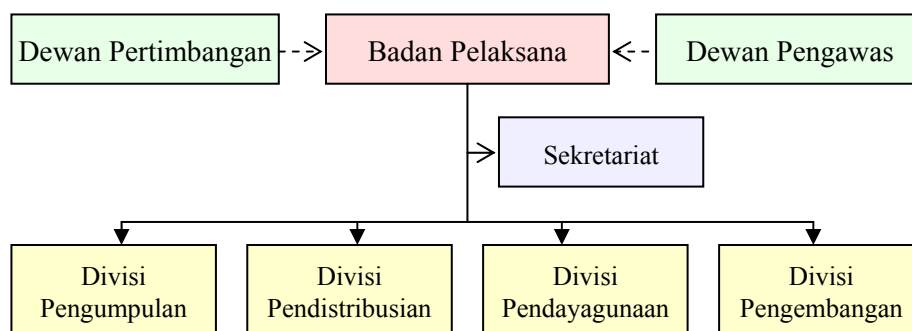 Dewan Pertimbangan
Badan Pelaksana
Dewan Pengawas
Sekretariat
Divisi
Pengumpulan
Divisi
Pendistribusian
Divisi
Pendayagunaan
Divisi
Pengembangan